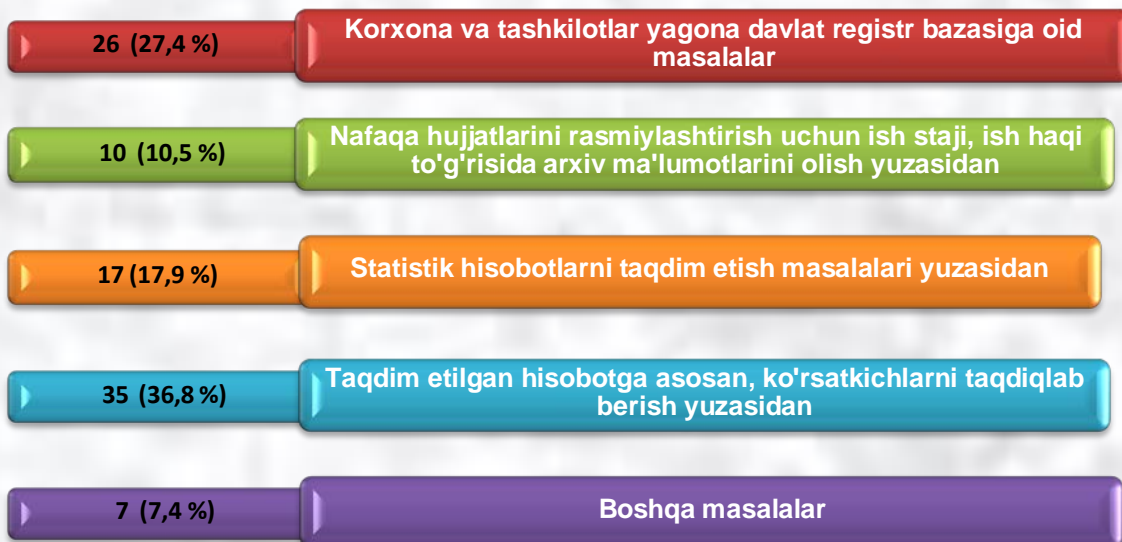 26 (27,4 %)
Korxona va tashkilotlar yagona davlat registr bazasiga oid
masalalar
10 (10,5 %)
Nafaqa hujjatlarini rasmiylashtirish uchun ish staji, ish haqi
to'g'risida arxiv ma'lumotlarini olish yuzasidan
17 (17,9 %)
Statistik hisobotlarni taqdim etish masalalari yuzasidan
35 (36,8 %)
Taqdim etilgan hisobotga asosan, ko'rsatkichlarni taqdiqlab
berish yuzasidan
7 (7,4 %)
Boshqa masalalar